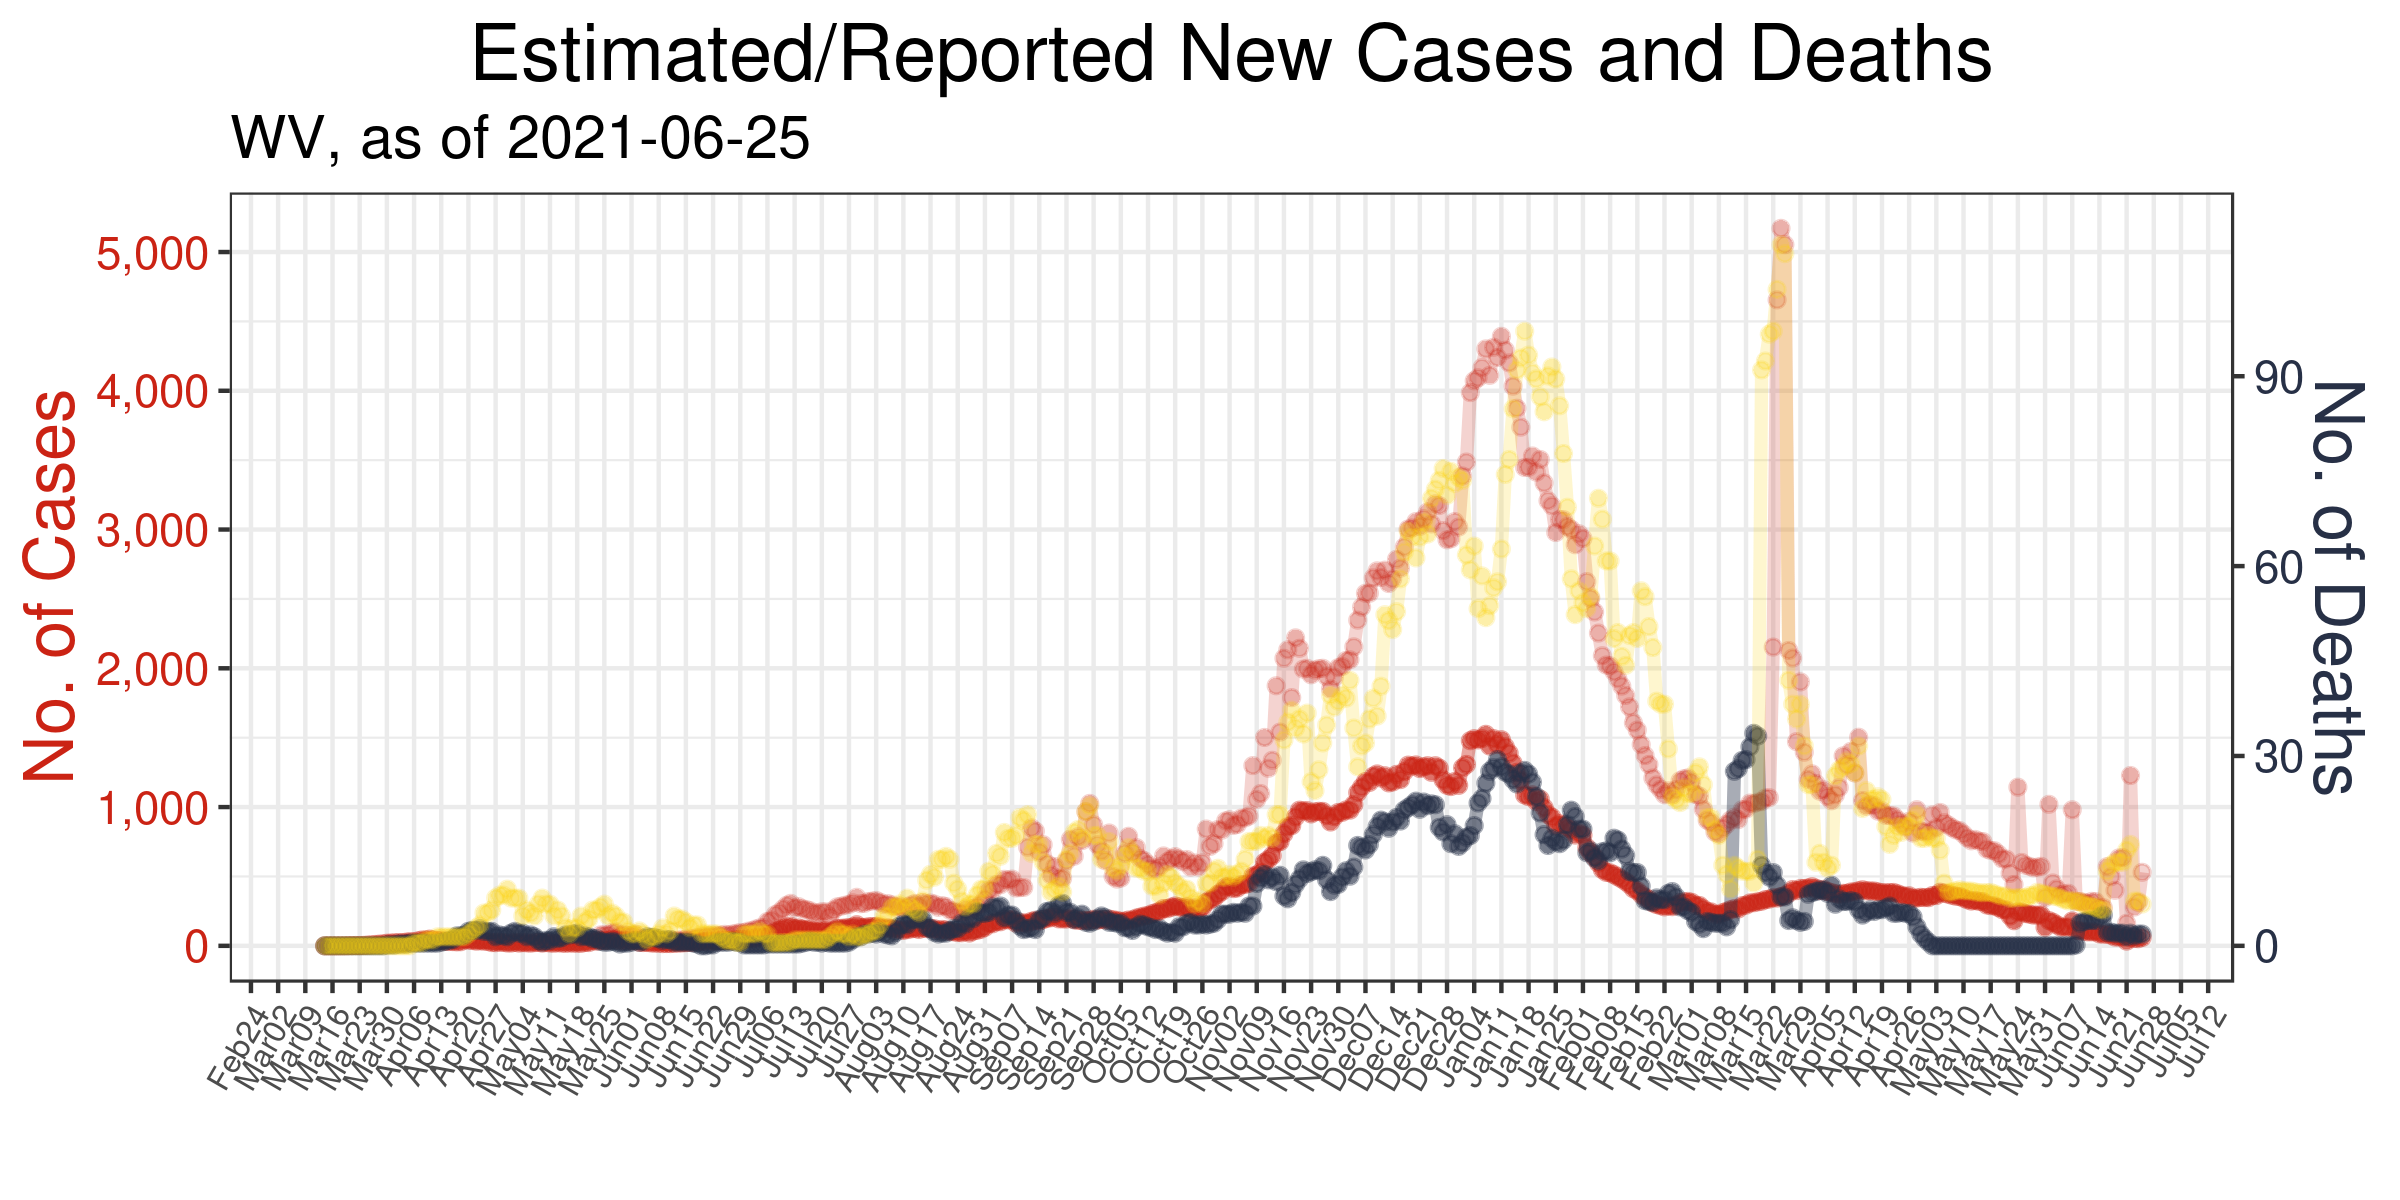 Estimated/Reported New Cases and Deaths
WV, as of 2021-06-25
No. of Cases
5,000
4,000
3,000
2,000
1,000
0
90
60
30
0
No. of Deaths
Feb24
Mar02
Mar09
Mar16
Mar23
Mar30
Apr06
Apr13
Apr20
Apr27
May04
May11
May18
May25
Jun01
Jun08
Jun15
Jun22
Jun29
Jul06
Jul13
Jul20
Jul27
Aug03
Aug10
Aug17
Aug24
Aug31
Sep07
Sep14
Sep21
Sep28
Oct05
Oct12
Oct19
Oct26
Nov02
Nov09
Nov16
Nov23
Nov30
Dec07
Dec14
Dec21
Dec28
Jan04
Jan11
Jan18
Jan25
Feb01
Feb08
Feb15
Feb22
Mar01
Mar08
Mar15
Mar22
Mar29
Apr05
Apr12
Apr19
Apr26
May03
May10
May17
May24
May31
Jun07
Jun14
Jun21
Jun28
Jul05
Jul12